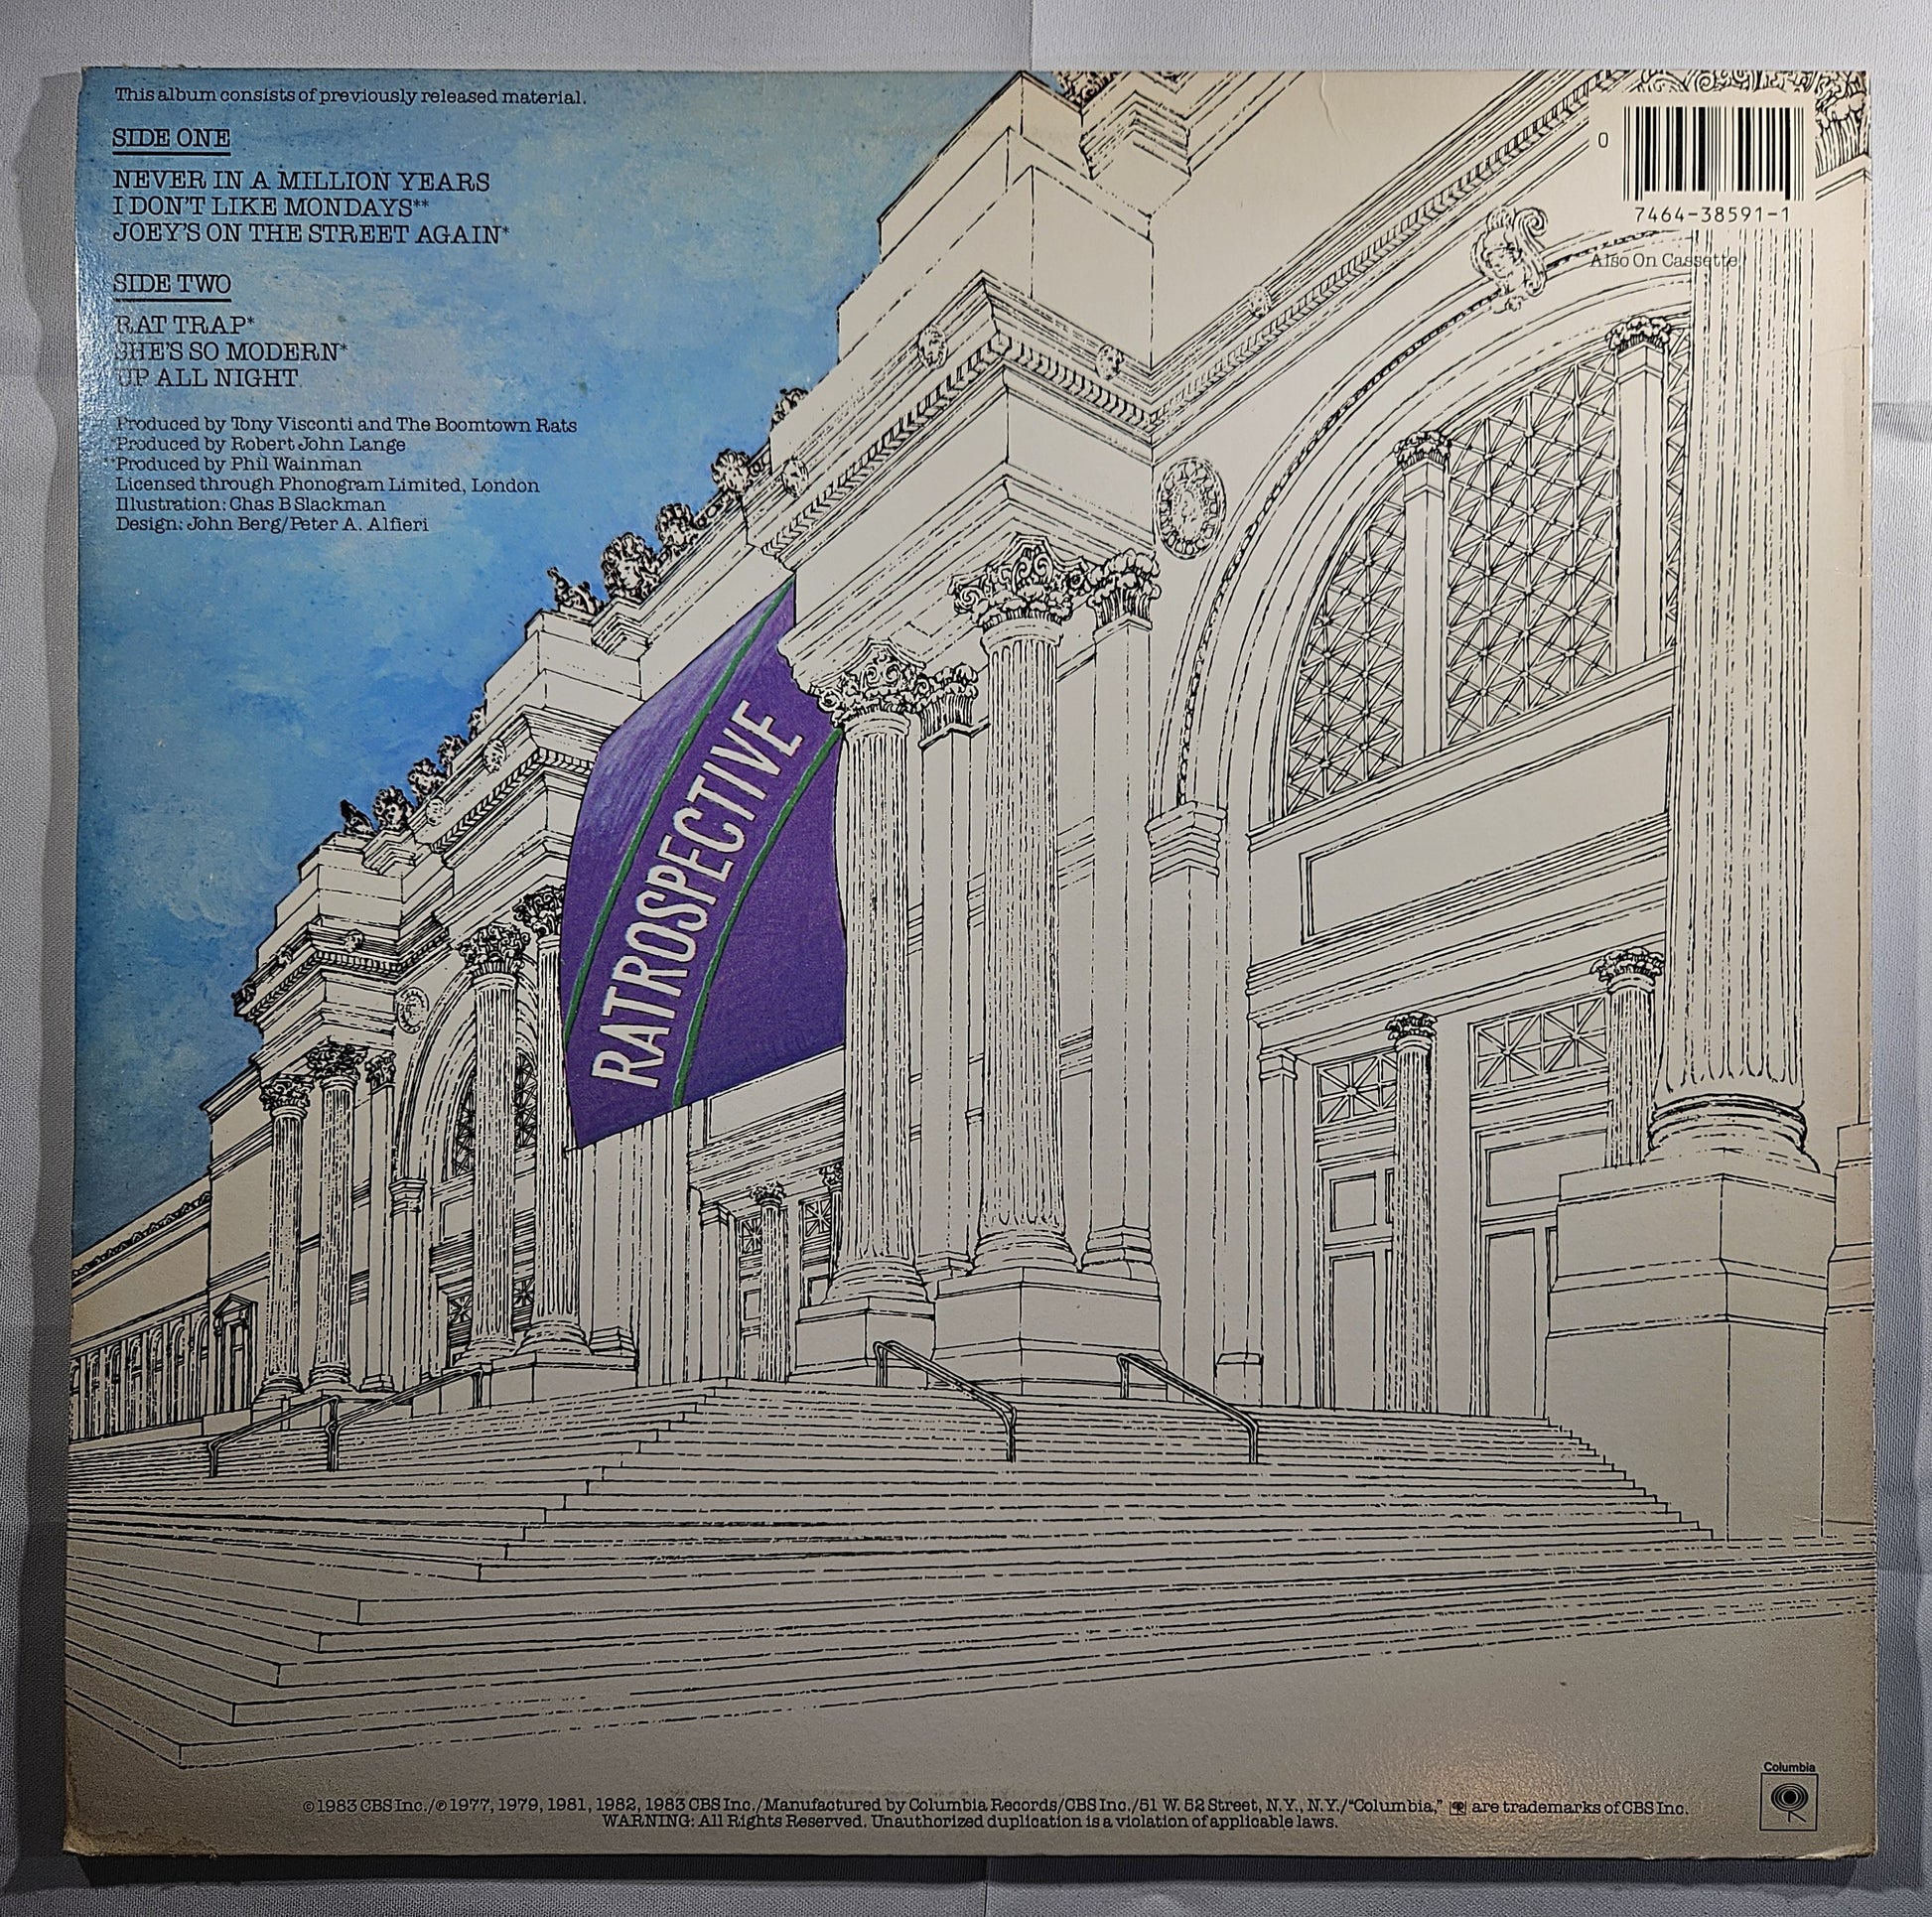 This album consists of previously released material.
SIDE ONE
NEVER IN A MILLION YEARS
I DON'T LIKE MONDAYS**
JOEY'S ON THE STREET AGAIN*
SIDE TWO
RAT TRAP*
SHE'S SO MODERN*
UP ALL NIGHT
Produced by Tony Visconti and The Boomtown Rats
*Produced by Robert John Lange
**Produced by Phil Wainman
Licensed through Phonogram Limited, London
Illustration: Chas B Slackman
Design: John Berg/Peter A. Alfieri
0
7464-38591-1
Also On Cassette
RATROSPECTIVE
Columbia
© 1983 CBS Inc./℗ 1977, 1979, 1981, 1982, 1983 CBS Inc./Manufactured by Columbia Records/CBS Inc./51 W. 52 Street, N.Y., N.Y./"Columbia," are trademarks of CBS Inc.
WARNING: All Rights Reserved. Unauthorized duplication is a violation of applicable laws.